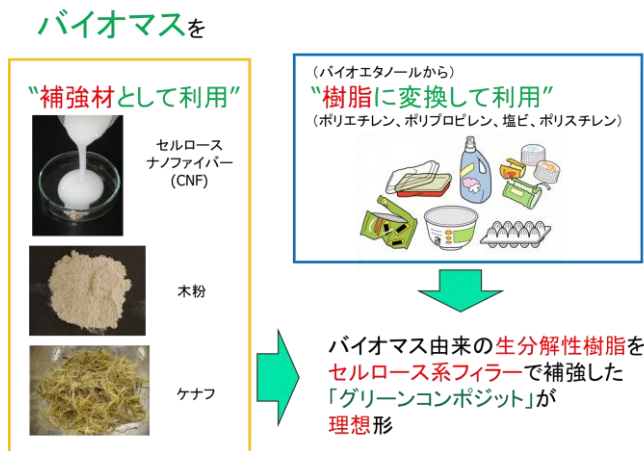 バイオマスを
“補強材として利用”
セルロース
ナノファイバー
(CNF)
木粉
ケナフ
（バイオエタノールから）
“樹脂に変換して利用”
（ポリエチレン、ポリプロピレン、塩ビ、ポリスチレン）
バイオマス由来の生分解性樹脂を
セルロース系フィラーで補強した
「グリーンコンポジット」が
理想形